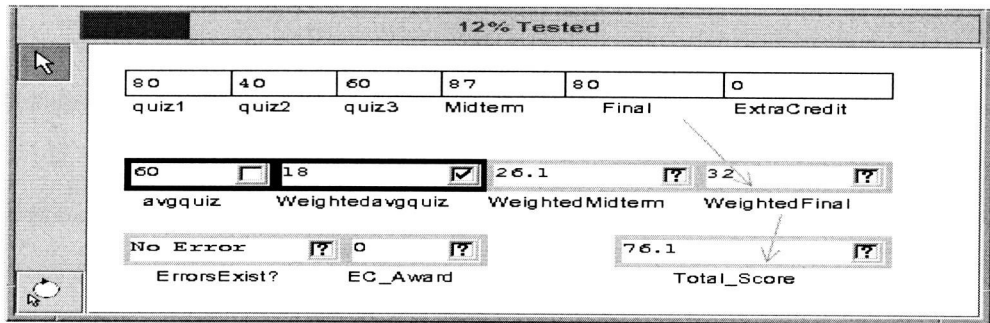 12% Tested
80 40 60 87 80 0
quiz1 quiz2 quiz3 Midterm Final ExtraCredit
60 18 26.1 ? 32 ?
avgquiz Weightedavgquiz WeightedMidterm WeightedFinal
No Error ? 0 ? 76.1 ?
ErrorsExist? EC_Award Total_Score